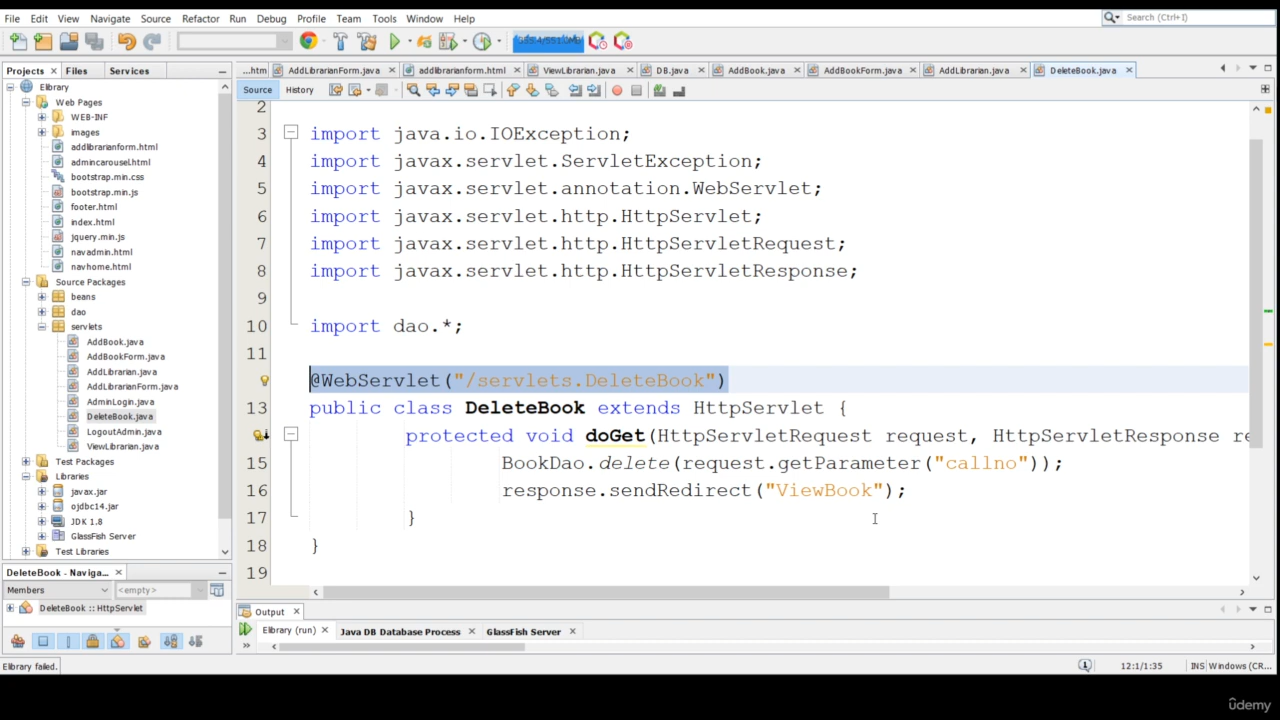 File Edit View Navigate Source Refactor Run Debug Profile Team Tools Window Help
Search (Ctrl+I)
Projects Files Services
...htm AddLibrarianForm.java addlibrarianform.html ViewLibrarian.java DB.java AddBook.java AddBookForm.java AddLibrarian.java DeleteBook.java
Source History
Elibrary
Web Pages
WEB-INF
images
addlibrarianform.html
admincarousel.html
bootstrap.min.css
bootstrap.min.js
footer.html
index.html
jquery.min.js
navadmin.html
navhome.html
Source Packages
beans
dao
servlets
AddBook.java
AddBookForm.java
AddLibrarian.java
AddLibrarianForm.java
AdminLogin.java
DeleteBook.java
LogoutAdmin.java
ViewLibrarian.java
Test Packages
Libraries
javax.jar
ojdbc14.jar
JDK 1.8
GlassFish Server
Test Libraries
2
3 import java.io.IOException;
4 import javax.servlet.ServletException;
5 import javax.servlet.annotation.WebServlet;
6 import javax.servlet.http.HttpServlet;
7 import javax.servlet.http.HttpServletRequest;
8 import javax.servlet.http.HttpServletResponse;
9
10 import dao.*;
11
@WebServlet("/servlets.DeleteBook")
13 public class DeleteBook extends HttpServlet {
protected void doGet(HttpServletRequest request, HttpServletResponse re
15 BookDao.delete(request.getParameter("callno"));
16 response.sendRedirect("ViewBook");
17 }
18 }
19
DeleteBook - Naviga...
Members <empty>
DeleteBook :: HttpServlet
Output
Elibrary (run) Java DB Database Process GlassFish Server
Elibrary failed.
12:1/1:35 INS Windows (CR...
ûdemy